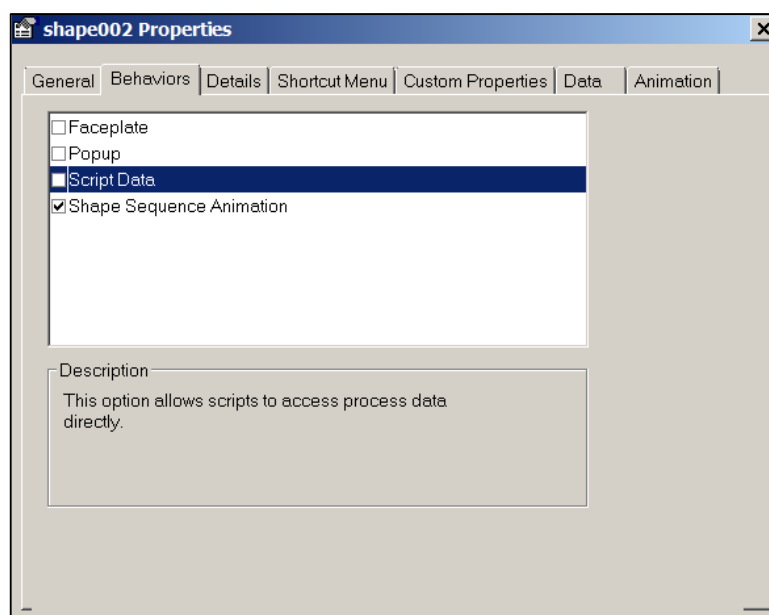 shape002 Properties
General Behaviors Details Shortcut Menu Custom Properties Data Animation
Faceplate
Popup
Script Data
Shape Sequence Animation
Description
This option allows scripts to access process data
directly.